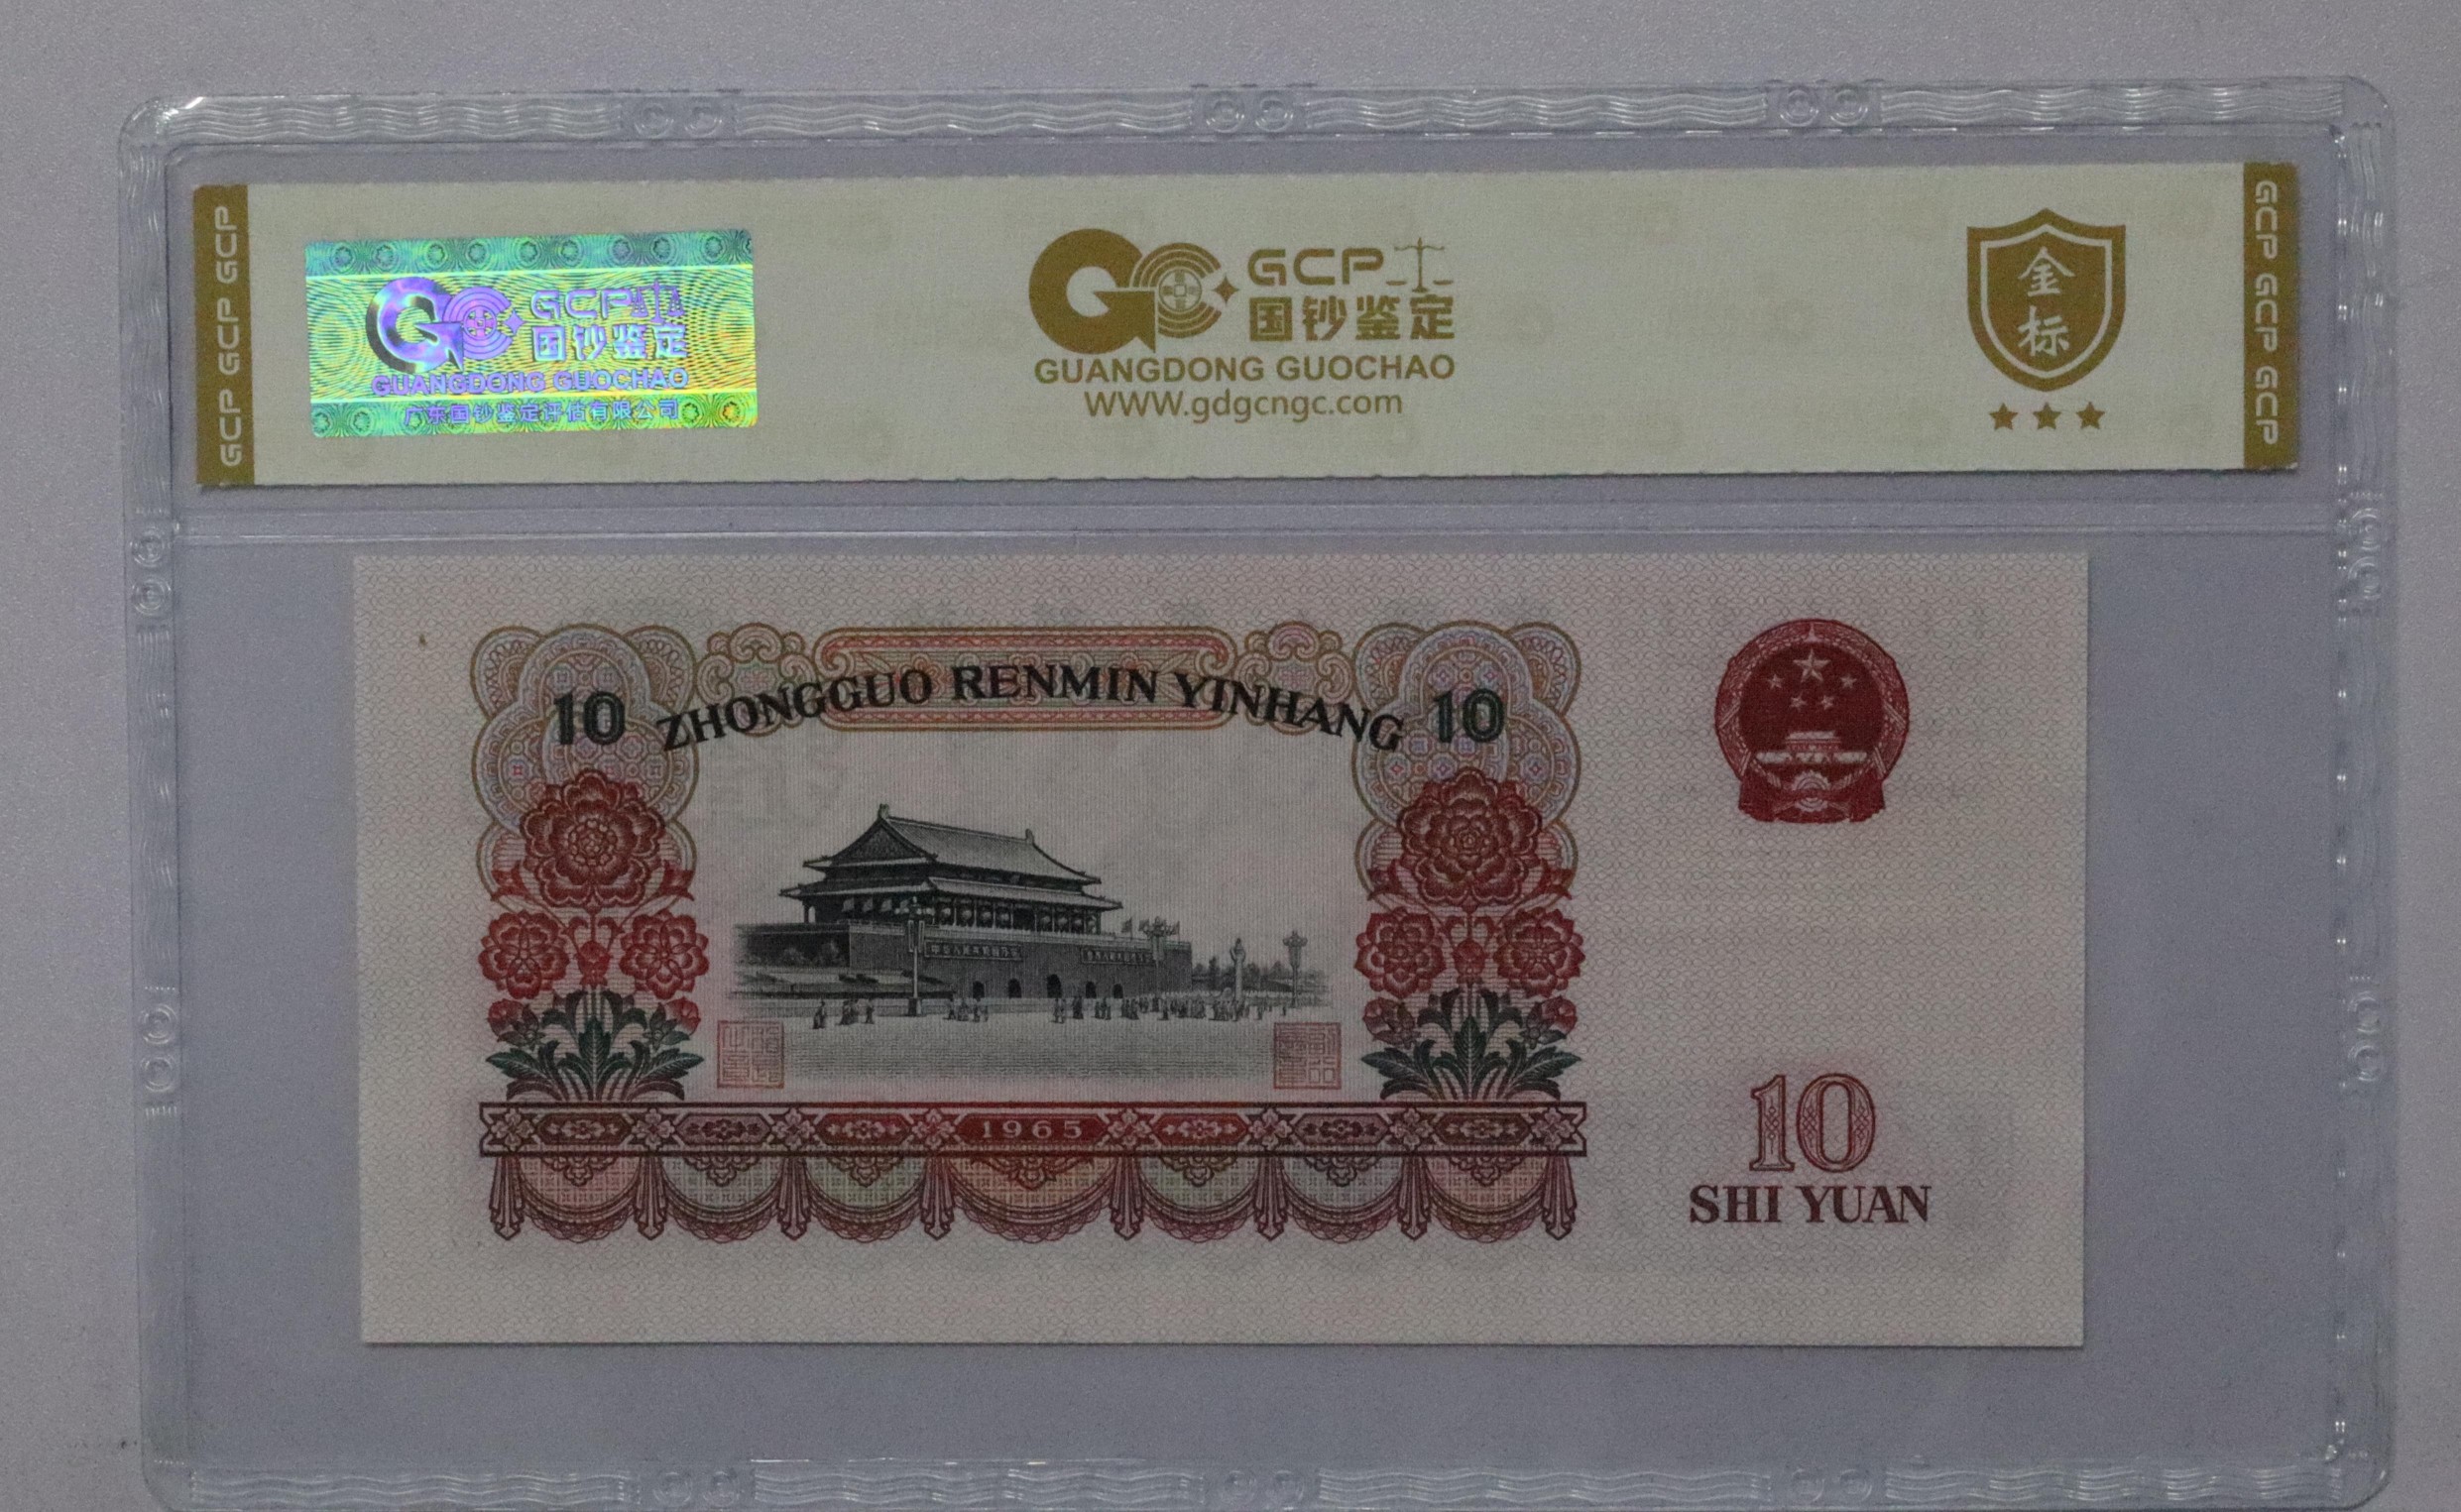 GCP GCP GCP
GCP
国钞鉴定
GUANGDONG GUOCHAO
广东国钞鉴定评估有限公司
GCP
国钞鉴定
GUANGDONG GUOCHAO
WWW.gdgcngc.com
金
标
GCP GCP GCP
10 ZHONGGUO RENMIN YINHANG 10
1965
10
SHI YUAN